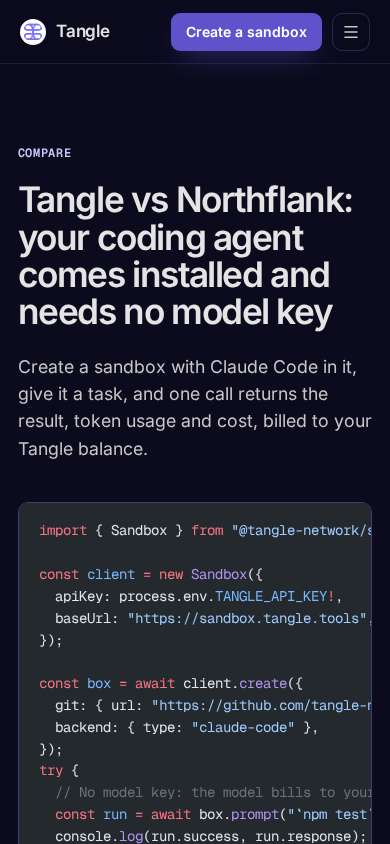 Tangle
Create a sandbox
COMPARE
Tangle vs Northflank:
your coding agent
comes installed and
needs no model key
Create a sandbox with Claude Code in it,
give it a task, and one call returns the
result, token usage and cost, billed to your
Tangle balance.
import { Sandbox } from "@tangle-network/s
const client = new Sandbox({
  apiKey: process.env.TANGLE_API_KEY!,
  baseUrl: "https://sandbox.tangle.tools",
});
const box = await client.create({
  git: { url: "https://github.com/tangle-n
  backend: { type: "claude-code" },
});
try {
  // No model key: the model bills to your
  const run = await box.prompt("`npm test`
  console.log(run.success, run.response);